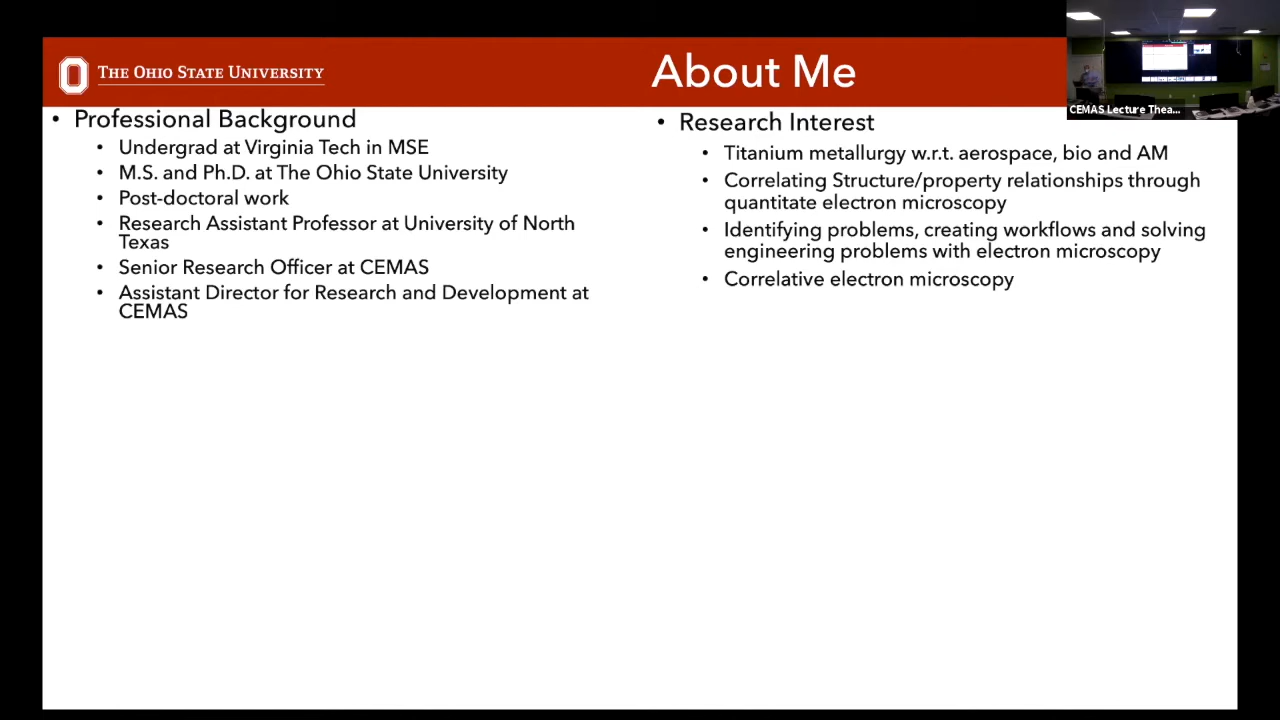 THE OHIO STATE UNIVERSITY
About Me
CEMAS Lecture Thea...
• Professional Background
• Undergrad at Virginia Tech in MSE
• M.S. and Ph.D. at The Ohio State University
• Post-doctoral work
• Research Assistant Professor at University of North
Texas
• Senior Research Officer at CEMAS
• Assistant Director for Research and Development at
CEMAS
• Research Interest
• Titanium metallurgy w.r.t. aerospace, bio and AM
• Correlating Structure/property relationships through
quantitate electron microscopy
• Identifying problems, creating workflows and solving
engineering problems with electron microscopy
• Correlative electron microscopy